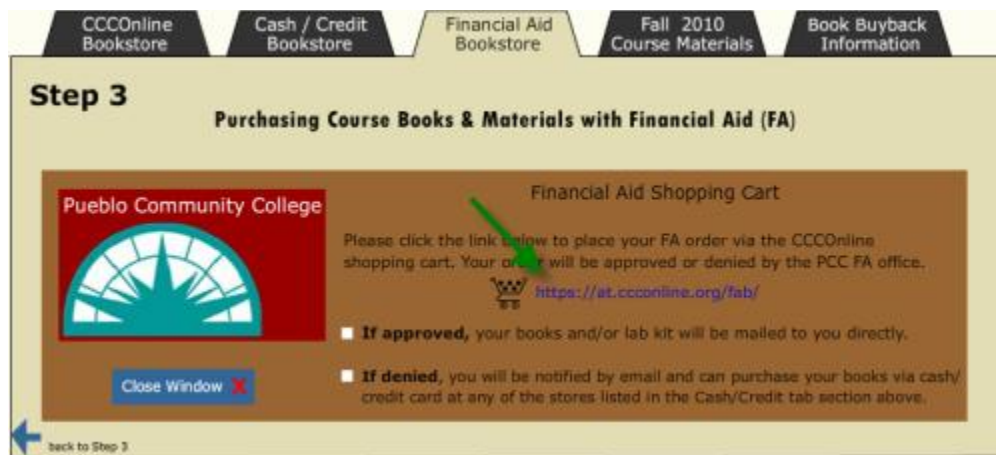 CCCOnline
Bookstore
Cash / Credit
Bookstore
Financial Aid
Bookstore
Fall 2010
Course Materials
Book Buyback
Information
Step 3
Purchasing Course Books & Materials with Financial Aid (FA)
Pueblo Community College
Financial Aid Shopping Cart
Please click the link below to place your FA order via the CCCOnline
shopping cart. Your order will be approved or denied by the PCC FA office.
https://at.ccconline.org/fab/
If approved, your books and/or lab kit will be mailed to you directly.
If denied, you will be notified by email and can purchase your books via cash/
credit card at any of the stores listed in the Cash/Credit tab section above.
Close Window X
back to Step 3